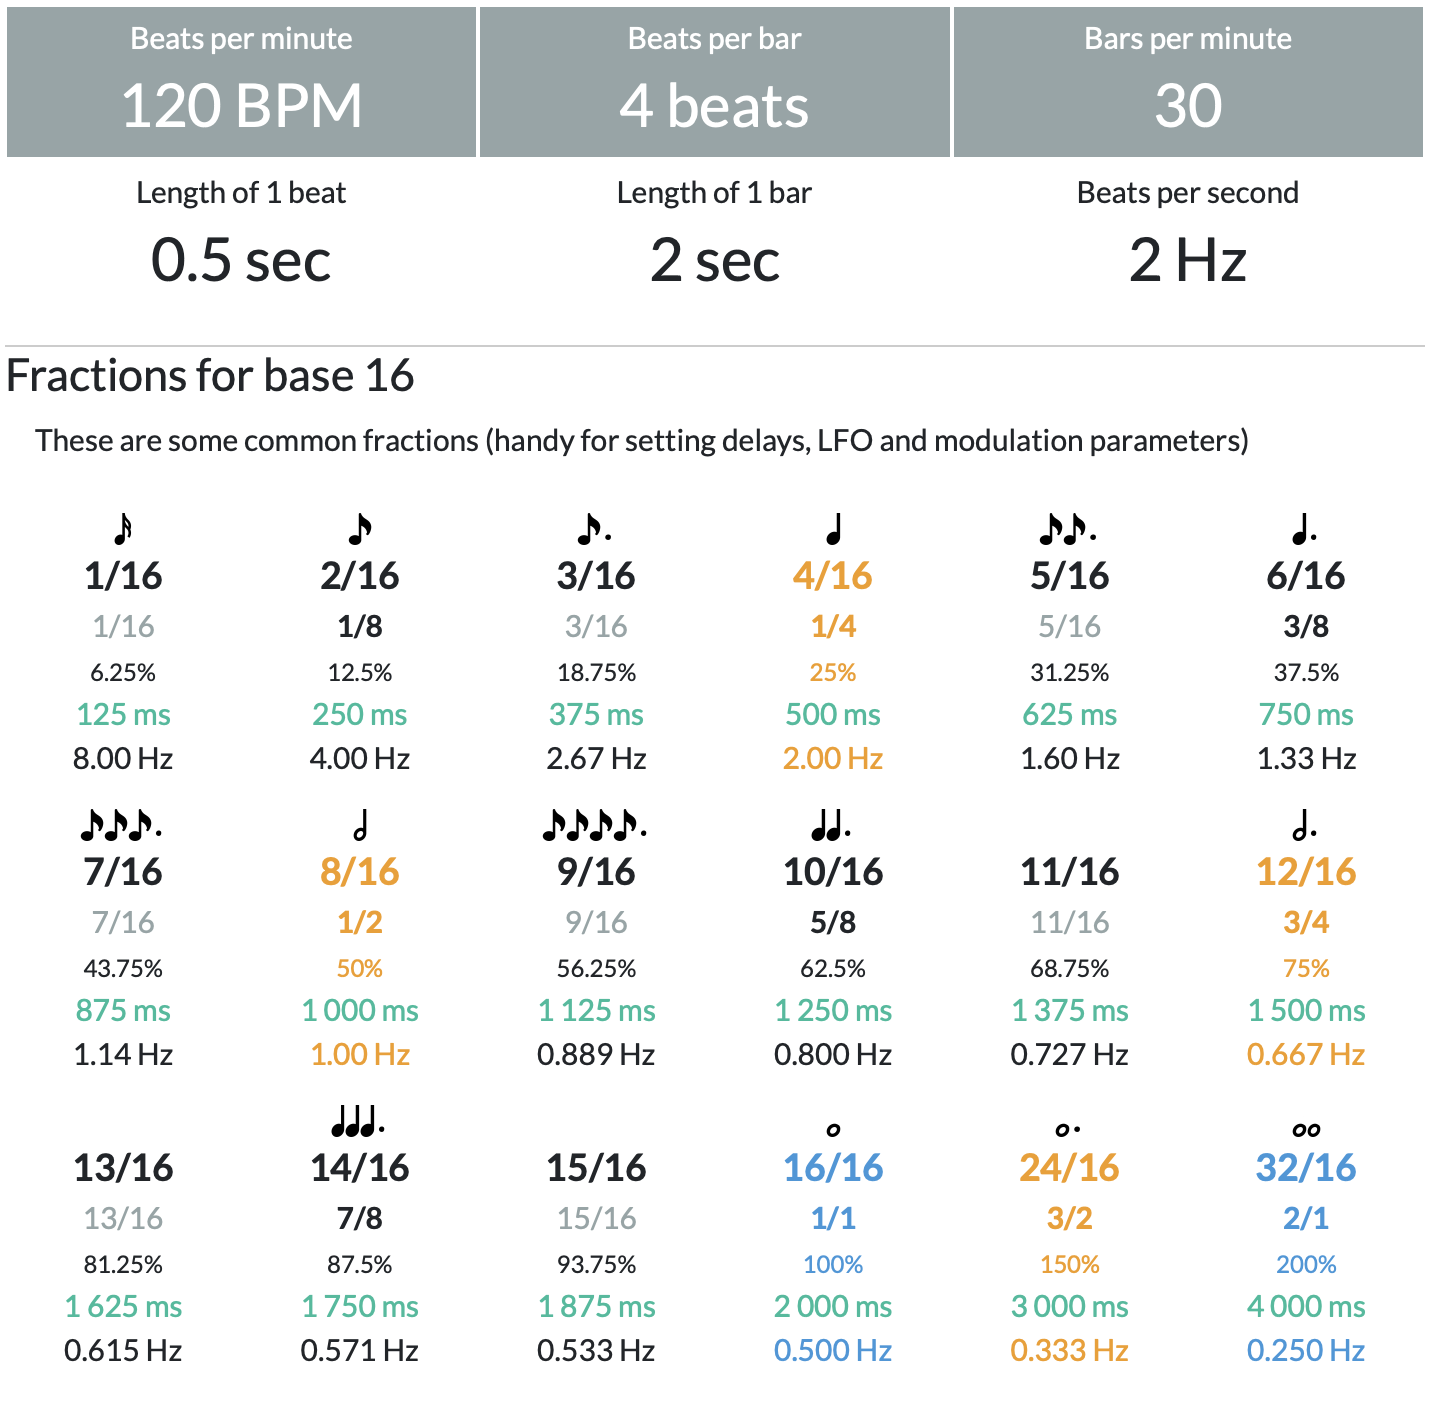 Beats per minute Beats per bar Bars per minute
120 BPM 4 beats 30
Length of 1 beat Length of 1 bar Beats per second
0.5 sec 2 sec 2 Hz
Fractions for base 16
These are some common fractions (handy for setting delays, LFO and modulation parameters)
1/16 2/16 3/16 4/16 5/16 6/16
1/16 1/8 3/16 1/4 5/16 3/8
6.25% 12.5% 18.75% 25% 31.25% 37.5%
125 ms 250 ms 375 ms 500 ms 625 ms 750 ms
8.00 Hz 4.00 Hz 2.67 Hz 2.00 Hz 1.60 Hz 1.33 Hz
7/16 8/16 9/16 10/16 11/16 12/16
7/16 1/2 9/16 5/8 11/16 3/4
43.75% 50% 56.25% 62.5% 68.75% 75%
875 ms 1 000 ms 1 125 ms 1 250 ms 1 375 ms 1 500 ms
1.14 Hz 1.00 Hz 0.889 Hz 0.800 Hz 0.727 Hz 0.667 Hz
13/16 14/16 15/16 16/16 24/16 32/16
13/16 7/8 15/16 1/1 3/2 2/1
81.25% 87.5% 93.75% 100% 150% 200%
1 625 ms 1 750 ms 1 875 ms 2 000 ms 3 000 ms 4 000 ms
0.615 Hz 0.571 Hz 0.533 Hz 0.500 Hz 0.333 Hz 0.250 Hz